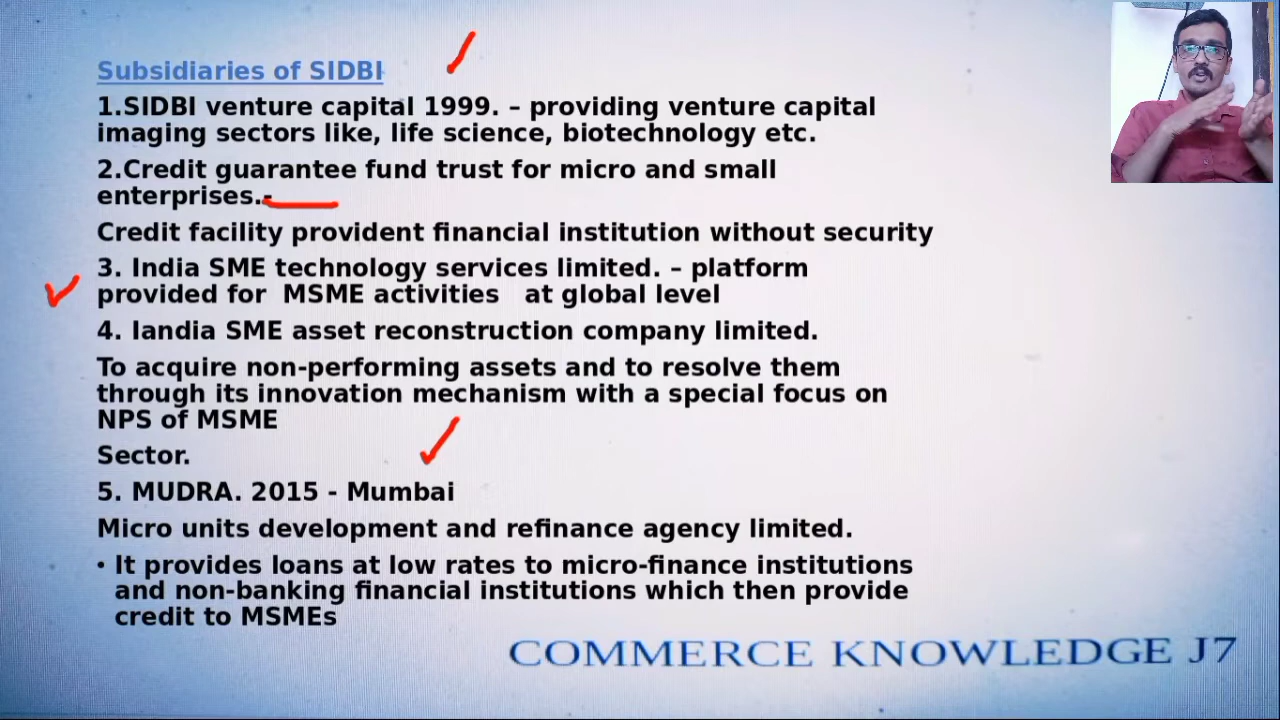 Subsidiaries of SIDBI
1.SIDBI venture capital 1999. – providing venture capital
imaging sectors like, life science, biotechnology etc.
2.Credit guarantee fund trust for micro and small
enterprises.-
Credit facility provident financial institution without security
3. India SME technology services limited. – platform
provided for MSME activities at global level
4. Iandia SME asset reconstruction company limited.
To acquire non-performing assets and to resolve them
through its innovation mechanism with a special focus on
NPS of MSME
Sector.
5. MUDRA. 2015 - Mumbai
Micro units development and refinance agency limited.
• It provides loans at low rates to micro-finance institutions
and non-banking financial institutions which then provide
credit to MSMEs
COMMERCE KNOWLEDGE J7